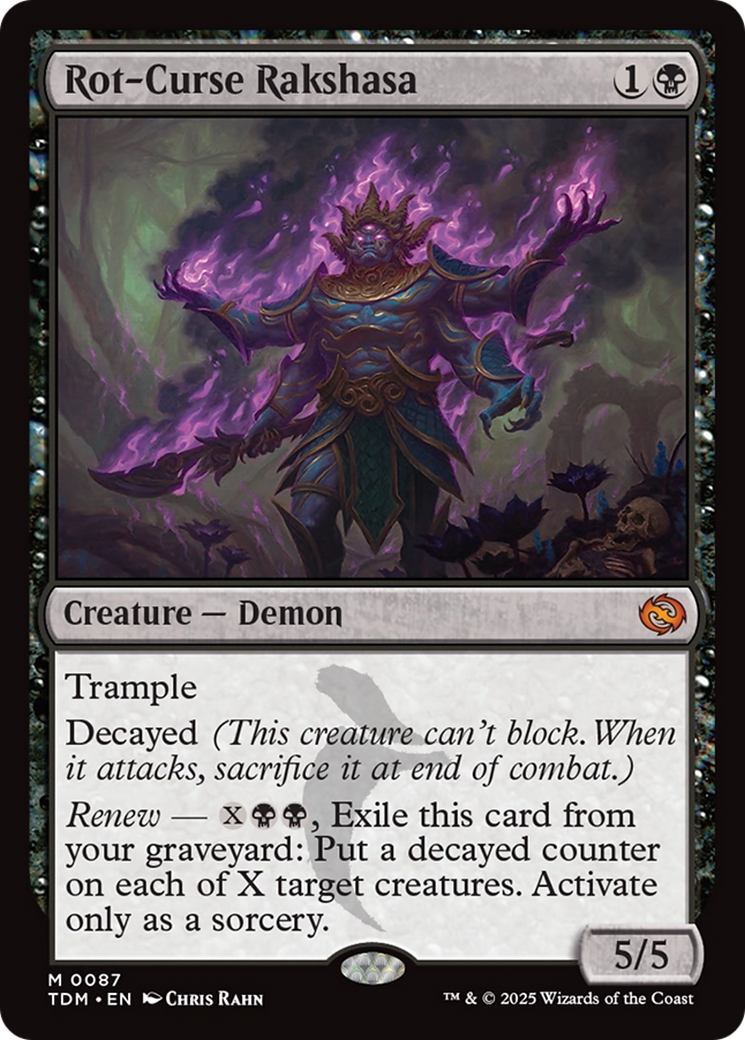 Rot-Curse Rakshasa 1
Creature — Demon
Trample
Decayed (This creature can't block. When
it attacks, sacrifice it at end of combat.)
Renew — X, Exile this card from
your graveyard: Put a decayed counter
on each of X target creatures. Activate
only as a sorcery.
5/5
M 0087
TDM • EN Chris Rahn
™ & © 2025 Wizards of the Coast